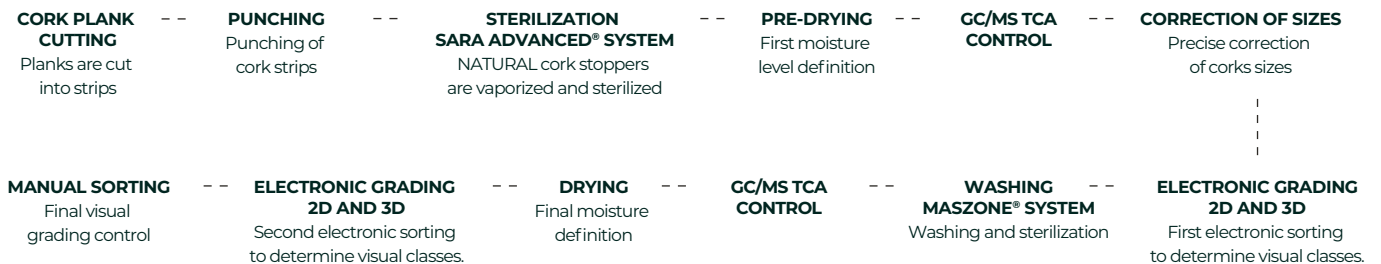 CORK PLANK
CUTTING
Planks are cut
into strips
PUNCHING
Punching of
cork strips
STERILIZATION
SARA ADVANCED® SYSTEM
NATURAL cork stoppers
are vaporized and sterilized
PRE-DRYING
First moisture
level definition
GC/MS TCA
CONTROL
CORRECTION OF SIZES
Precise correction
of corks sizes
MANUAL SORTING
Final visual
grading control
ELECTRONIC GRADING
2D AND 3D
Second electronic sorting
to determine visual classes.
DRYING
Final moisture
definition
GC/MS TCA
CONTROL
WASHING
MASZONE® SYSTEM
Washing and sterilization
ELECTRONIC GRADING
2D AND 3D
First electronic sorting
to determine visual classes.